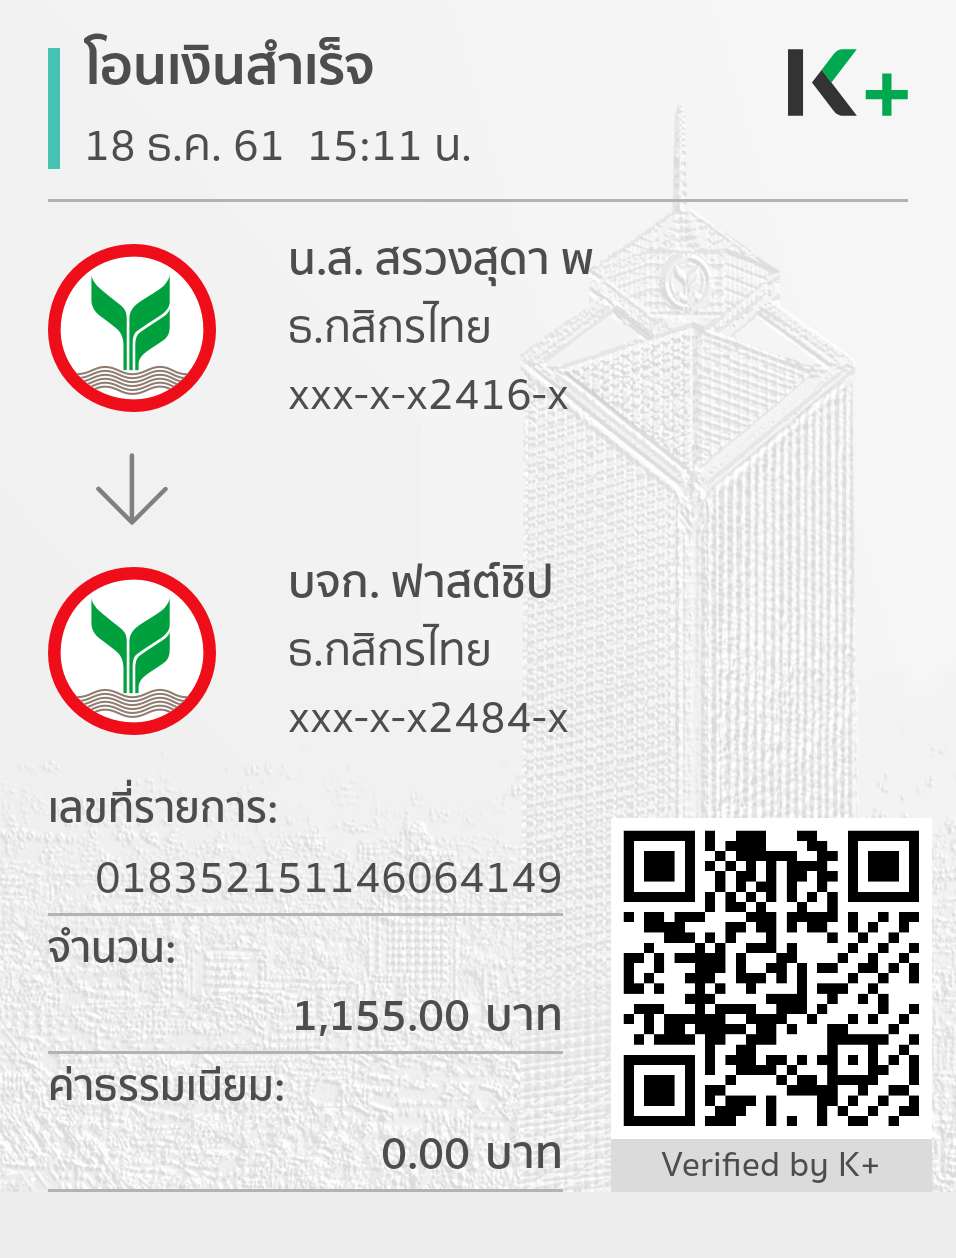 โอนเงินสำเร็จ
18 ธ.ค. 61 15:11 น.
K+
น.ส. สรวงสุดา พ
ธ.กสิกรไทย
xxx-x-x2416-x
บจก. ฟาสต์ชิป
ธ.กสิกรไทย
xxx-x-x2484-x
เลขที่รายการ:
018352151146064149
จำนวน:
1,155.00 บาท
ค่าธรรมเนียม:
0.00 บาท
Verified by K+